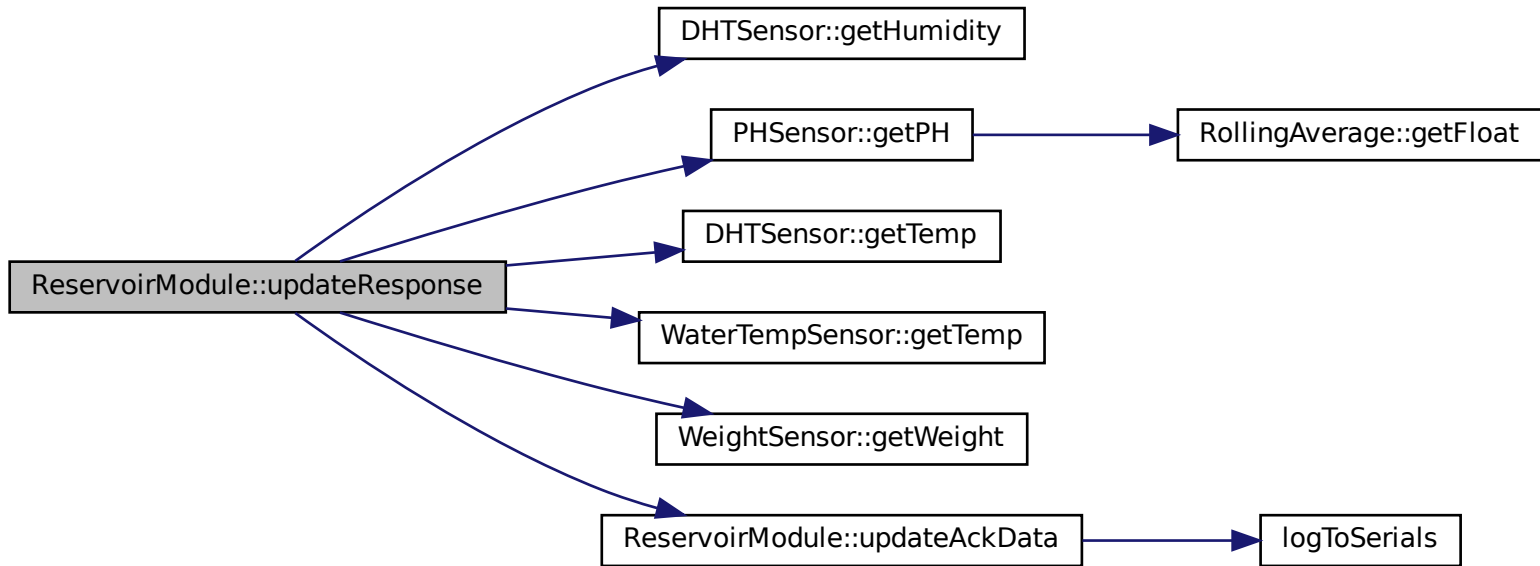 DHTSensor::getHumidity
PHSensor::getPH
RollingAverage::getFloat
DHTSensor::getTemp
ReservoirModule::updateResponse
WaterTempSensor::getTemp
WeightSensor::getWeight
ReservoirModule::updateAckData
logToSerials